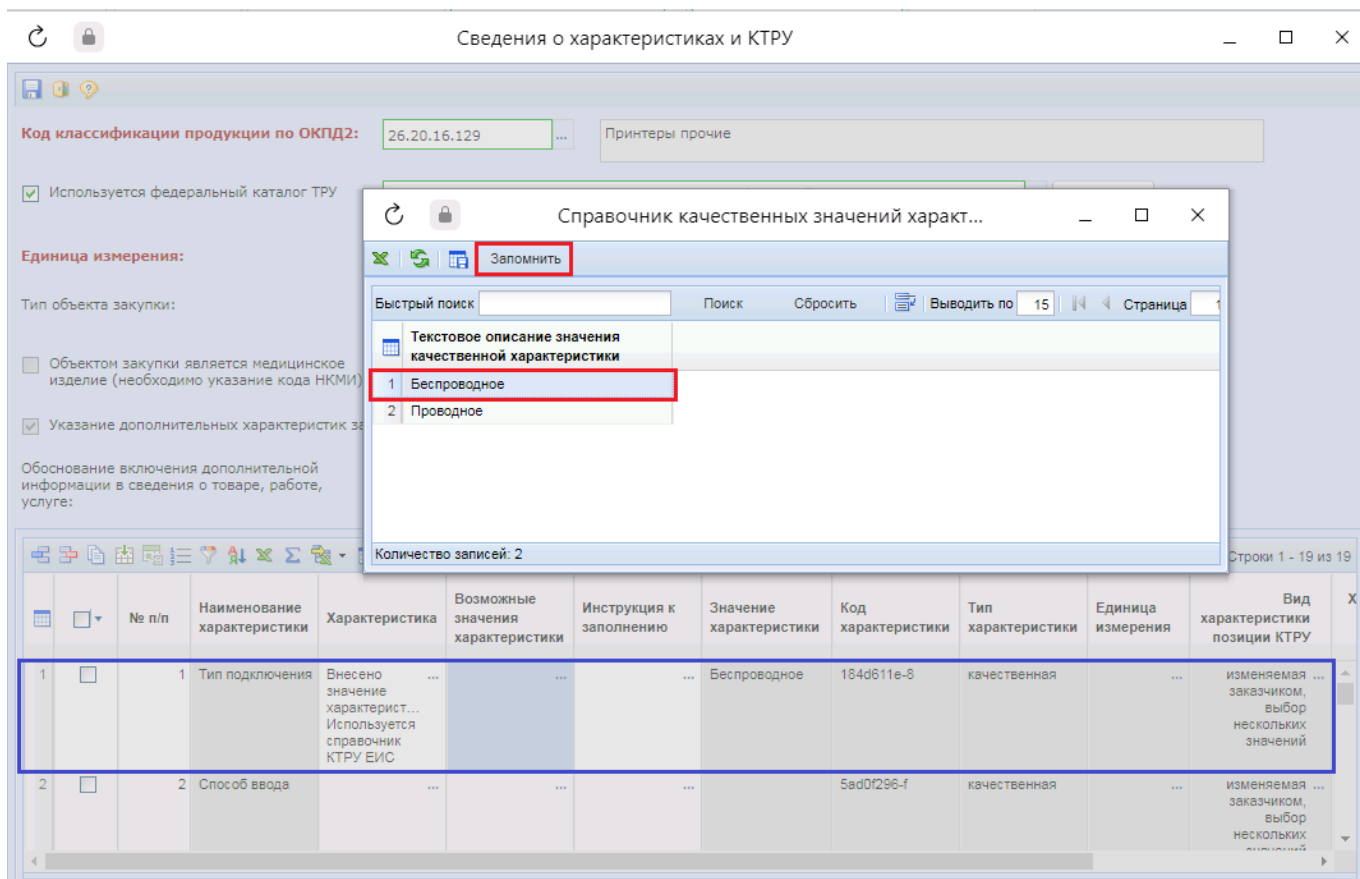 Сведения о характеристиках и КТРУ
Код классификации продукции по ОКПД2:
26.20.16.129
...
Принтеры прочие
Используется федеральный каталог ТРУ
Единица измерения:
Тип объекта закупки:
Объектом закупки является медицинское
изделие (необходимо указание кода НКМИ)
Указание дополнительных характеристик за
Обоснование включения дополнительной
информации в сведения о товаре, работе,
услуге:
Справочник качественных значений характ...
Запомнить
Быстрый поиск
Поиск
Сбросить
Выводить по
15
Страница
1
Текстовое описание значения
качественной характеристики
1 Беспроводное
2 Проводное
Количество записей: 2
Строки 1 - 19 из 19
№ п/п
Наименование
характеристики
Характеристика
Возможные
значения
характеристики
Инструкция к
заполнению
Значение
характеристики
Код
характеристики
Тип
характеристики
Единица
измерения
Вид
характеристики
позиции КТРУ
Х
1
1
Тип подключения
Внесено ...
значение
характерист...
Используется
справочник
КТРУ ЕИС
...
...
Беспроводное
184d611e-8
качественная
...
изменяемая ...
заказчиком,
выбор
нескольких
значений
2
2
Способ ввода
...
...
...
5ad0f296-f
качественная
...
изменяемая ...
заказчиком,
выбор
нескольких